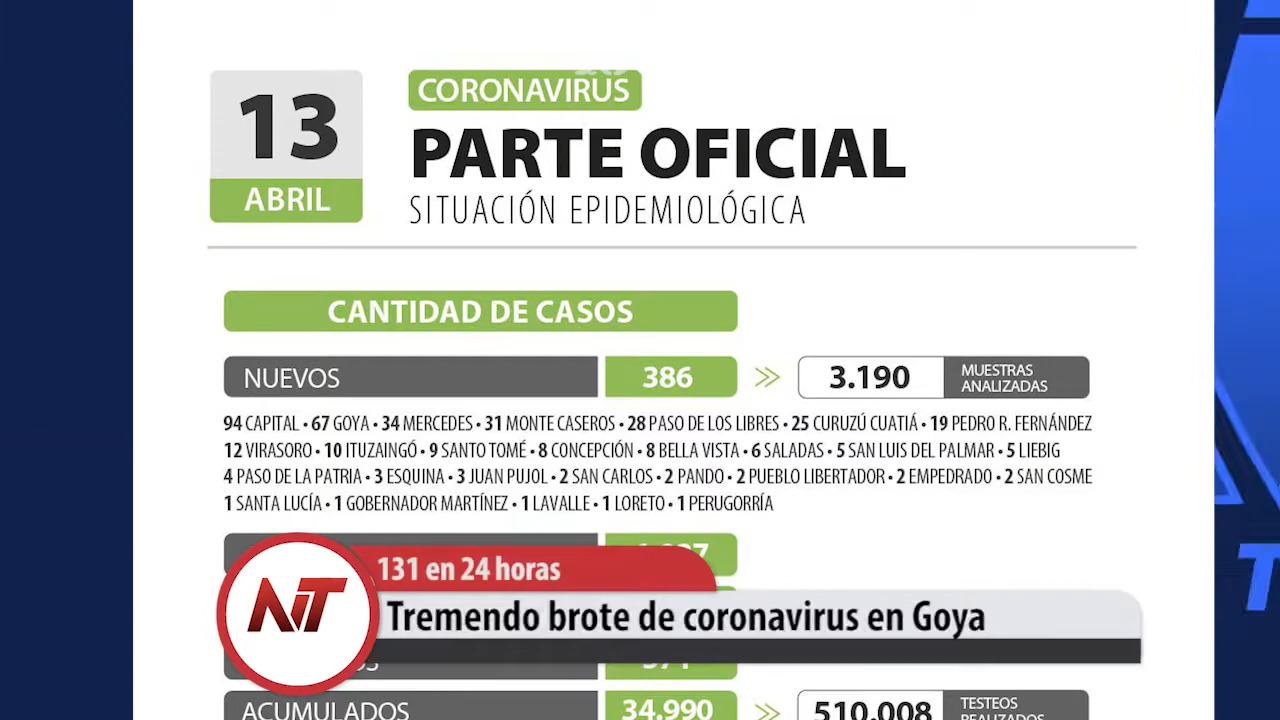 13
ABRIL
CORONAVIRUS
PARTE OFICIAL
SITUACIÓN EPIDEMIOLÓGICA
CANTIDAD DE CASOS
NUEVOS 386 >> 3.190 MUESTRAS ANALIZADAS
94 CAPITAL • 67 GOYA • 34 MERCEDES • 31 MONTE CASEROS • 28 PASO DE LOS LIBRES • 25 CURUZÚ CUATIÁ • 19 PEDRO R. FERNÁNDEZ
12 VIRASORO • 10 ITUZAINGÓ • 9 SANTO TOMÉ • 8 CONCEPCIÓN • 8 BELLA VISTA • 6 SALADAS • 5 SAN LUIS DEL PALMAR • 5 LIEBIG
4 PASO DE LA PATRIA • 3 ESQUINA • 3 JUAN PUJOL • 2 SAN CARLOS • 2 PANDO • 2 PUEBLO LIBERTADOR • 2 EMPEDRADO • 2 SAN COSME
1 SANTA LUCÍA • 1 GOBERNADOR MARTÍNEZ • 1 LAVALLE • 1 LORETO • 1 PERUGORRÍA
131 en 24 horas
NT
Tremendo brote de coronavirus en Goya
ACUMULADOS 34.990 >> 510.008 TESTEOS REALIZADOS